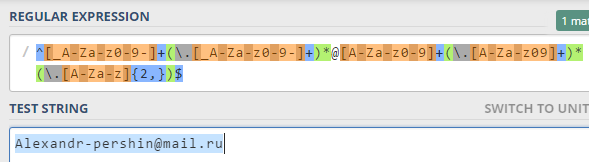 REGULAR EXPRESSION
1 mat
/ ^[_A-Za-z0-9-]+(\.[_A-Za-z0-9-]+)*@[A-Za-z0-9]+(\.[A-Za-z09]+)*
(\.[A-Za-z]{2,})$
TEST STRING SWITCH TO UNIT
Alexandr-pershin@mail.ru